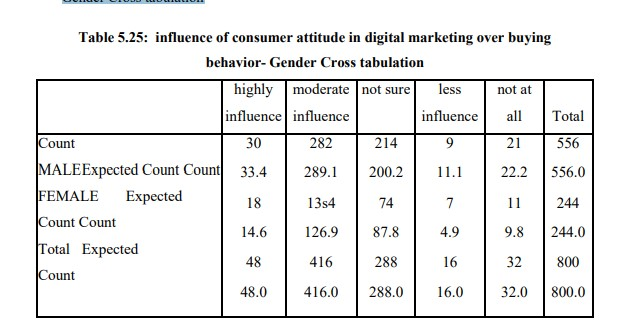 Gender Cross tabulation
Table 5.25: influence of consumer attitude in digital marketing over buying
behavior- Gender Cross tabulation
highly influence moderate influence not sure less influence not at all Total
Count 30 282 214 9 21 556
MALEExpected Count Count 33.4 289.1 200.2 11.1 22.2 556.0
FEMALE Expected 18 13s4 74 7 11 244
Count Count 14.6 126.9 87.8 4.9 9.8 244.0
Total Expected 48 416 288 16 32 800
Count 48.0 416.0 288.0 16.0 32.0 800.0